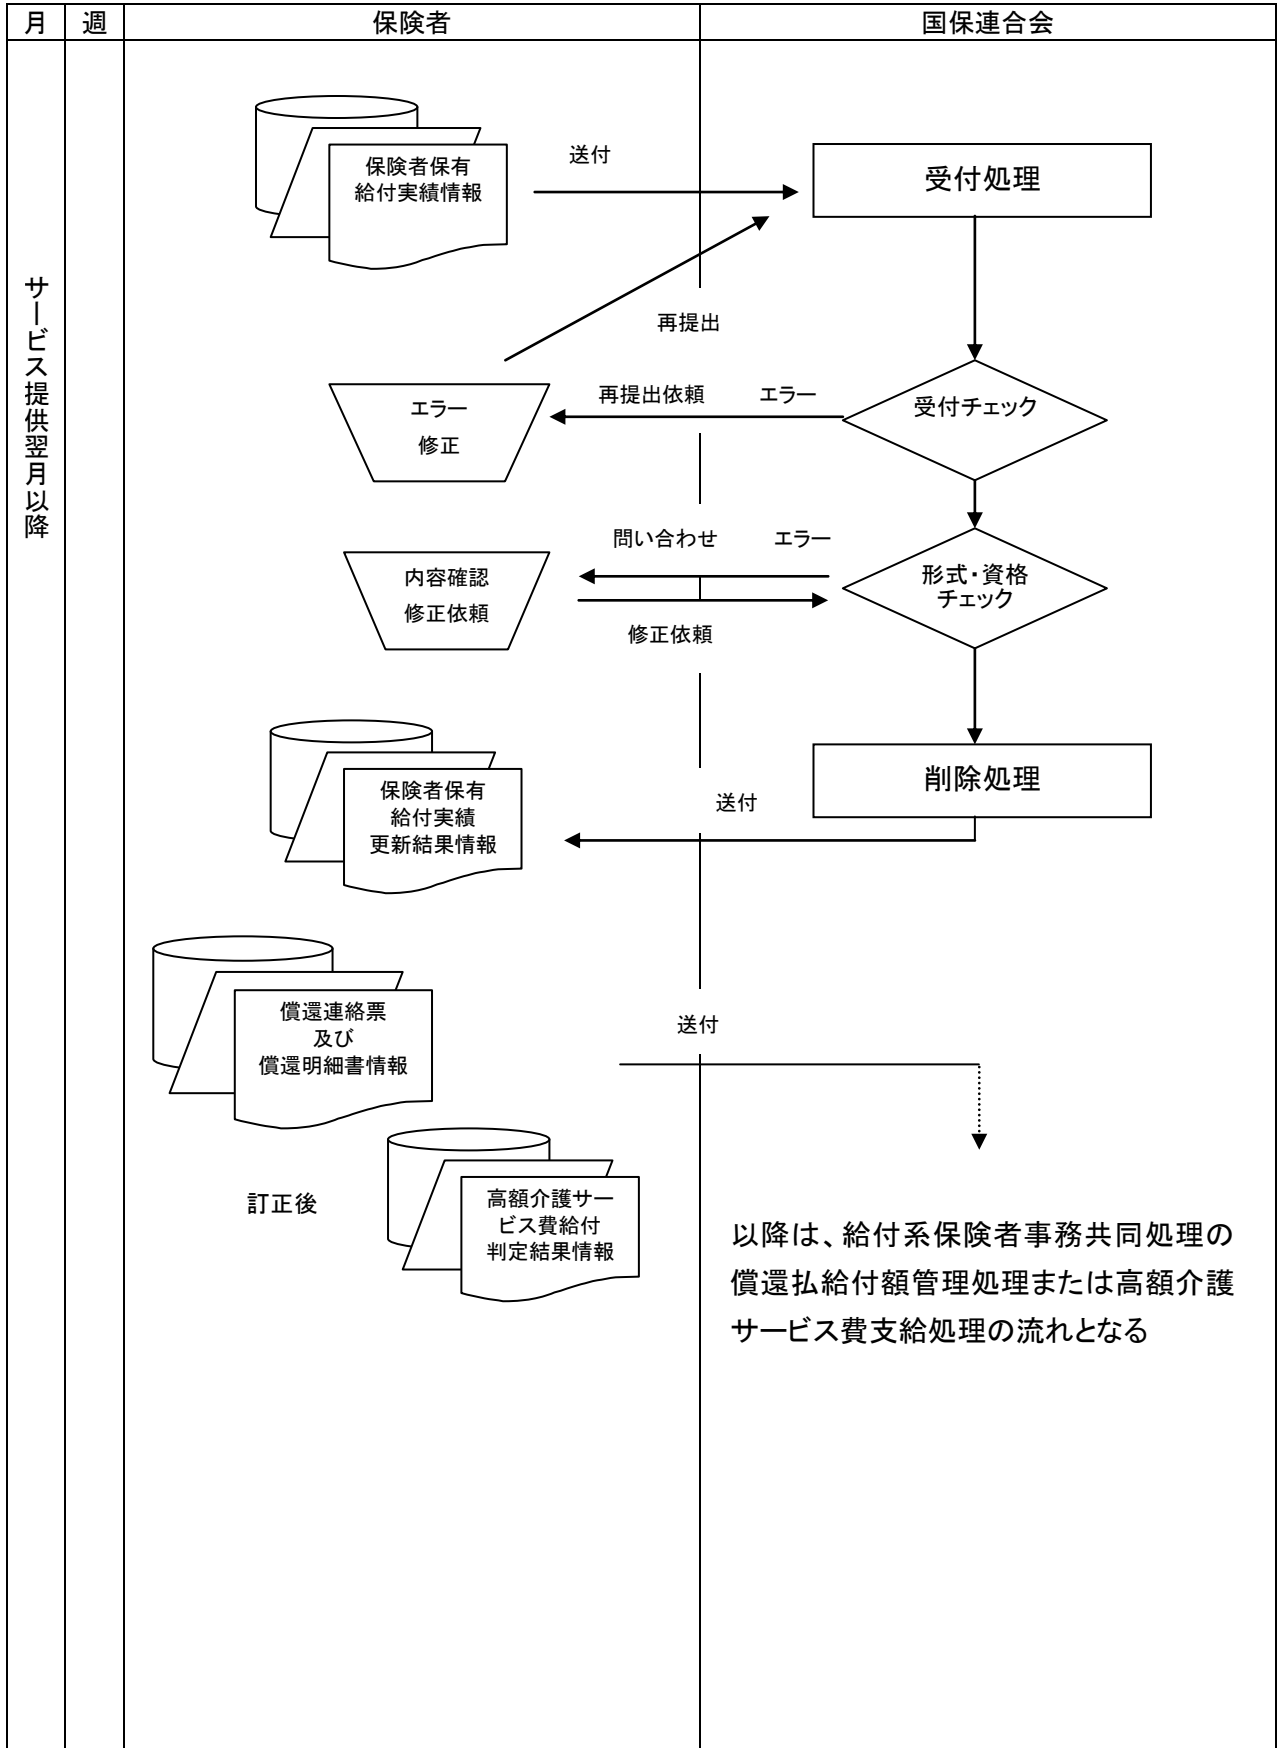 月
週
保険者
国保連合会
サービス提供翌月以降
保険者保有
給付実績情報
送付
受付処理
再提出
エラー
修正
再提出依頼
エラー
受付チェック
問い合わせ
エラー
内容確認
修正依頼
形式・資格
チェック
修正依頼
保険者保有
給付実績
更新結果情報
送付
削除処理
償還連絡票
及び
償還明細書情報
送付
訂正後
高額介護サー
ビス費給付
判定結果情報
以降は、給付系保険者事務共同処理の
償還払給付額管理処理または高額介護
サービス費支給処理の流れとなる